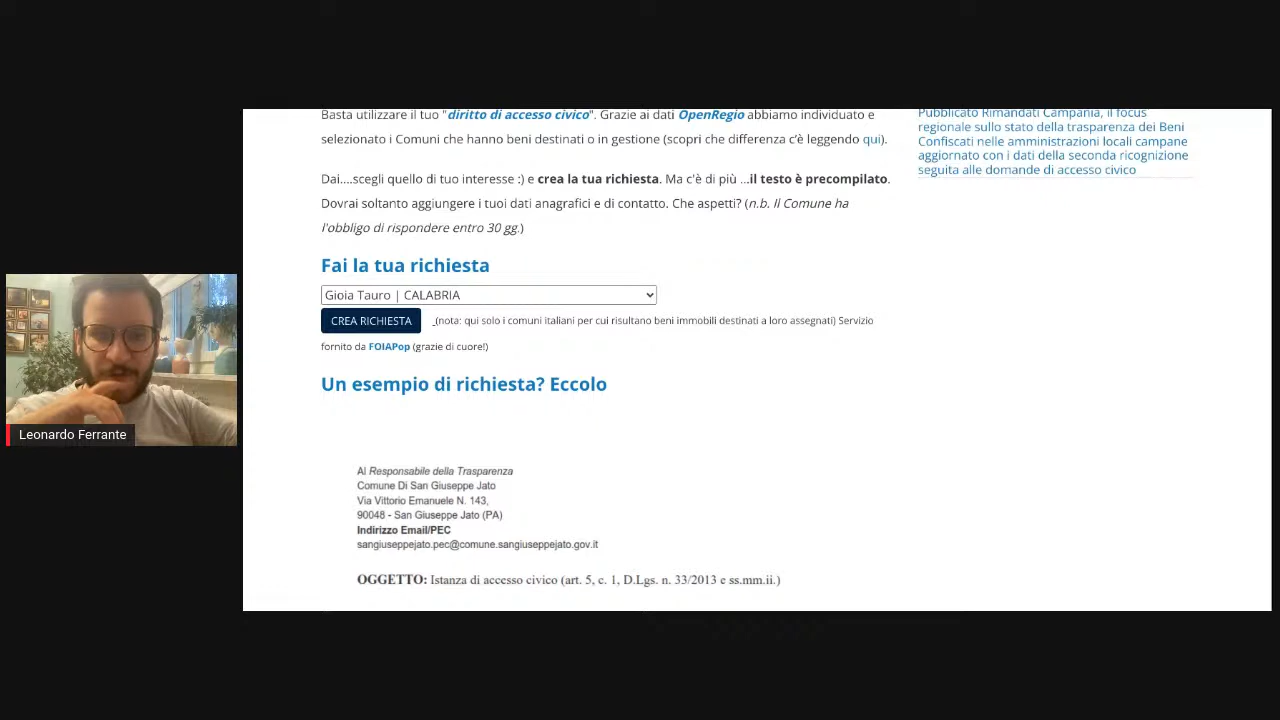 Basta utilizzare il tuo "diritto di accesso civico". Grazie ai dati OpenRegio abbiamo individuato e
selezionato i Comuni che hanno beni destinati o in gestione (scopri che differenza c'è leggendo qui).
Dai....scegli quello di tuo interesse :) e crea la tua richiesta. Ma c'è di più ...il testo è precompilato.
Dovrai soltanto aggiungere i tuoi dati anagrafici e di contatto. Che aspetti? (n.b. Il Comune ha
l'obbligo di rispondere entro 30 gg.)
Fai la tua richiesta
Gioia Tauro | CALABRIA
CREA RICHIESTA (nota: qui solo i comuni italiani per cui risultano beni immobili destinati a loro assegnati) Servizio
fornito da FOIAPop (grazie di cuore!)
Un esempio di richiesta? Eccolo
Al Responsabile della Trasparenza
Comune Di San Giuseppe Jato
Via Vittorio Emanuele N. 143,
90048 - San Giuseppe Jato (PA)
Indirizzo Email/PEC
sangiuseppejato.pec@comune.sangiuseppejato.gov.it
OGGETTO: Istanza di accesso civico (art. 5, c. 1, D.Lgs. n. 33/2013 e ss.mm.ii.)
Pubblicato Rimandati Campania, il focus
regionale sullo stato della trasparenza dei Beni
Confiscati nelle amministrazioni locali campane
aggiornato con i dati della seconda ricognizione
seguita alle domande di accesso civico
Leonardo Ferrante